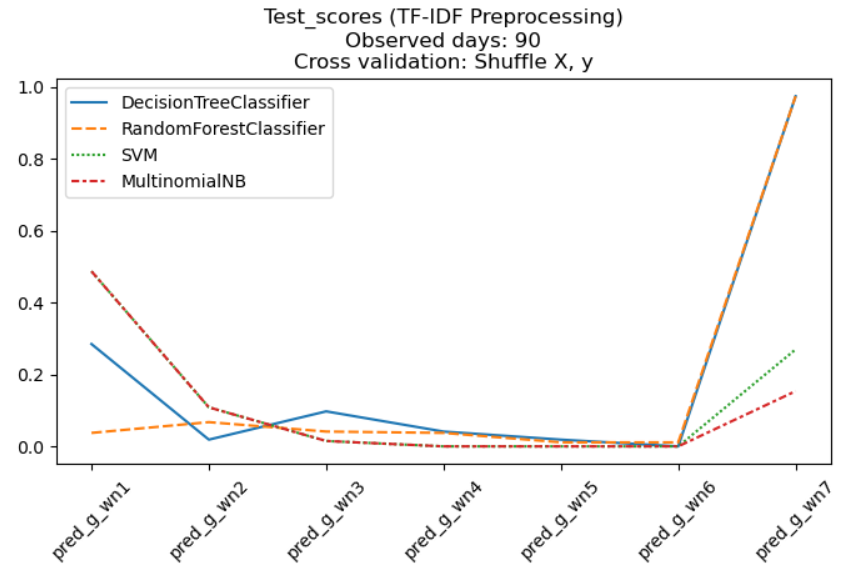 Test_scores (TF-IDF Preprocessing)
Observed days: 90
Cross validation: Shuffle X, y
1.0
0.8
0.6
0.4
0.2
0.0
DecisionTreeClassifier
RandomForestClassifier
SVM
MultinomialNB
pred_g_wn1
pred_g_wn2
pred_g_wn3
pred_g_wn4
pred_g_wn5
pred_g_wn6
pred_g_wn7